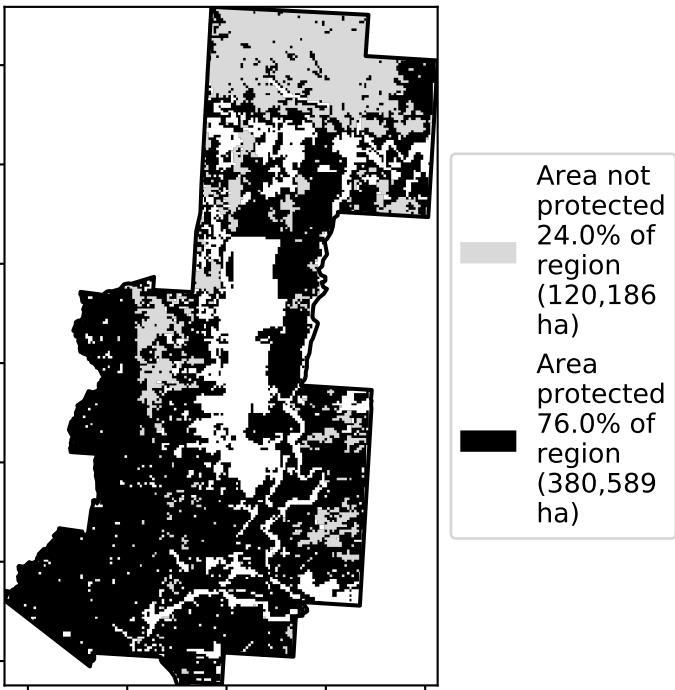 Area not
protected
24.0% of
region
(120,186
ha)
Area
protected
76.0% of
region
(380,589
ha)